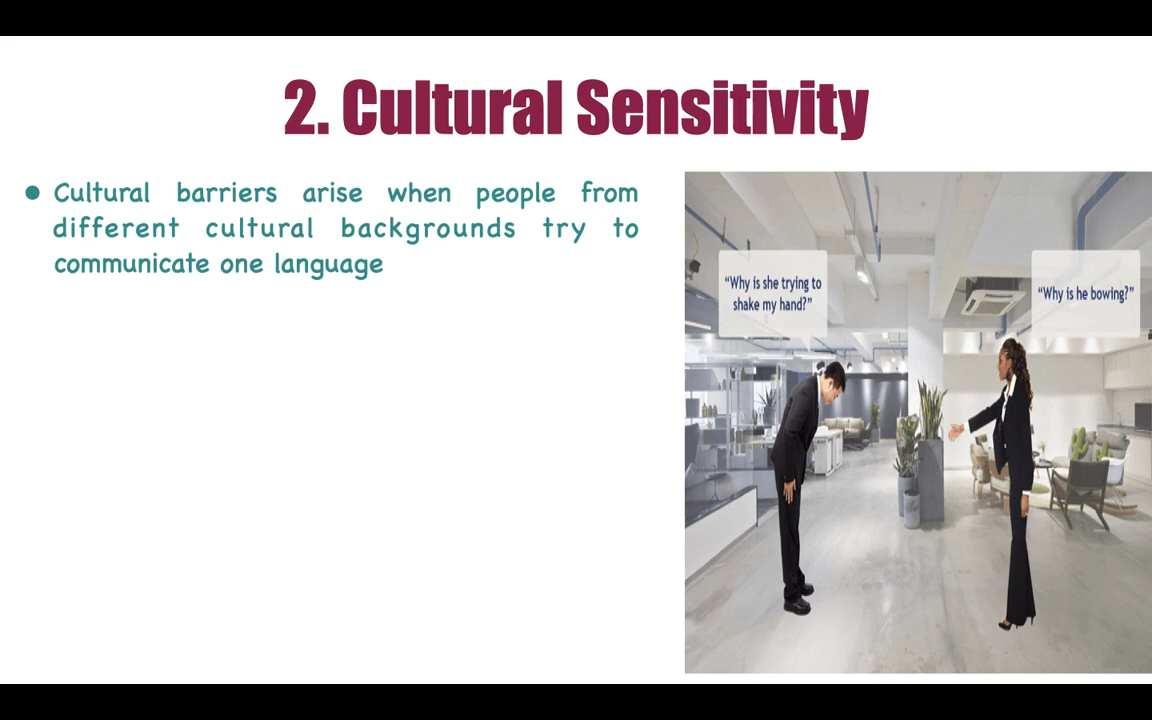 2. Cultural Sensitivity
● Cultural barriers arise when people from
different cultural backgrounds try to
communicate one language
“Why is she trying to
shake my hand?”
“Why is he bowing?”